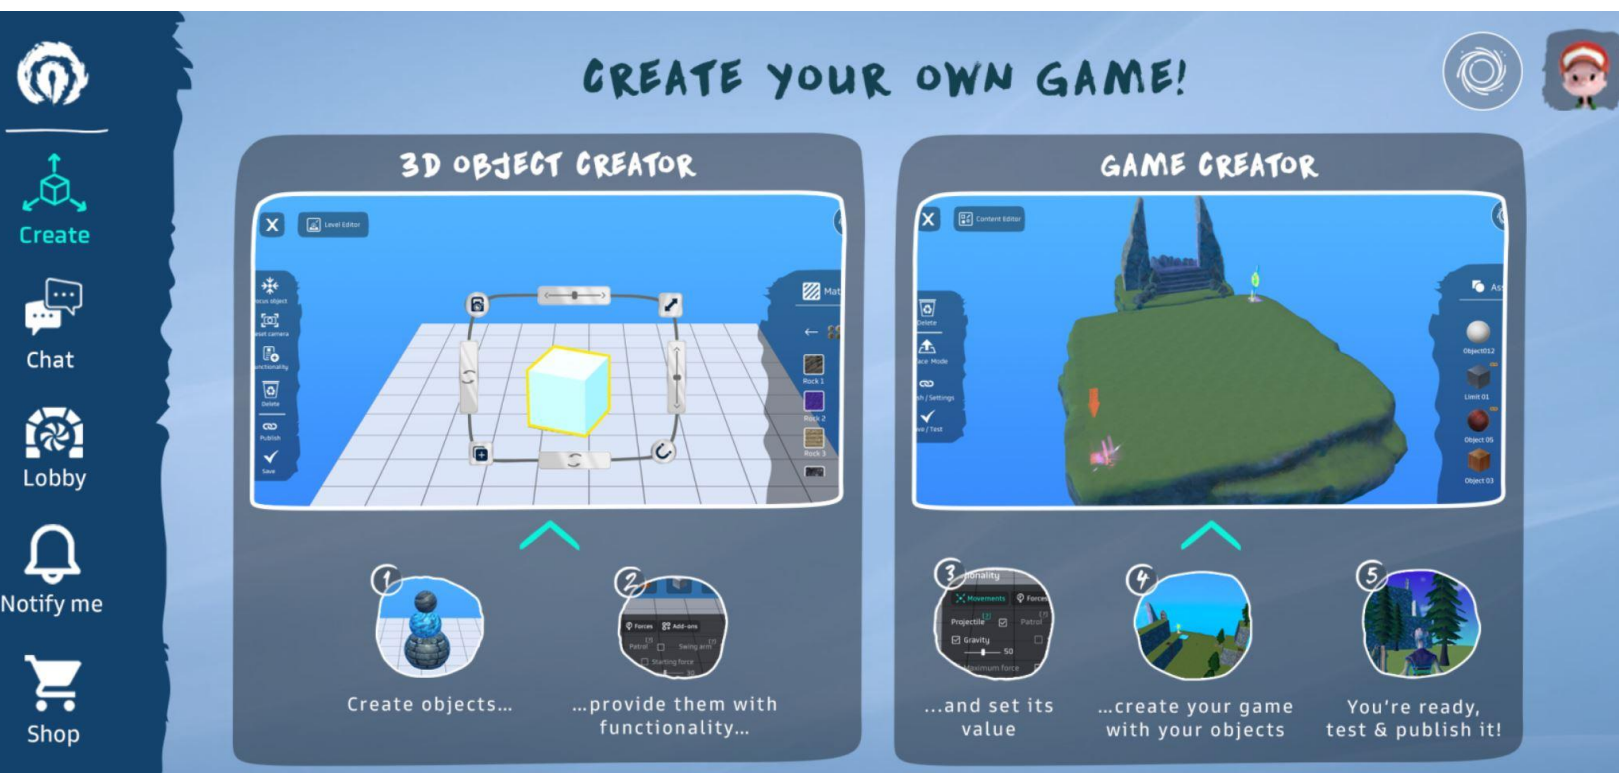 CREATE YOUR OWN GAME!
Create
Chat
Lobby
Notify me
Shop
3D OBJECT CREATOR
X
Level Editor
Delete
Publish
Save
Rock 1
Rock 2
Rock 3
1
Create objects...
2
Forces
Add-ons
Patrol
Swing arm
Starting force
30
...provide them with
functionality...
GAME CREATOR
X
Content Editor
Delete
Object012
Limit 01
Object 05
Object 03
3
Movements
Forces
Projectile
Patrol
Gravity
50
Maximum force
...and set its
value
4
...create your game
with your objects
5
You're ready,
test & publish it!